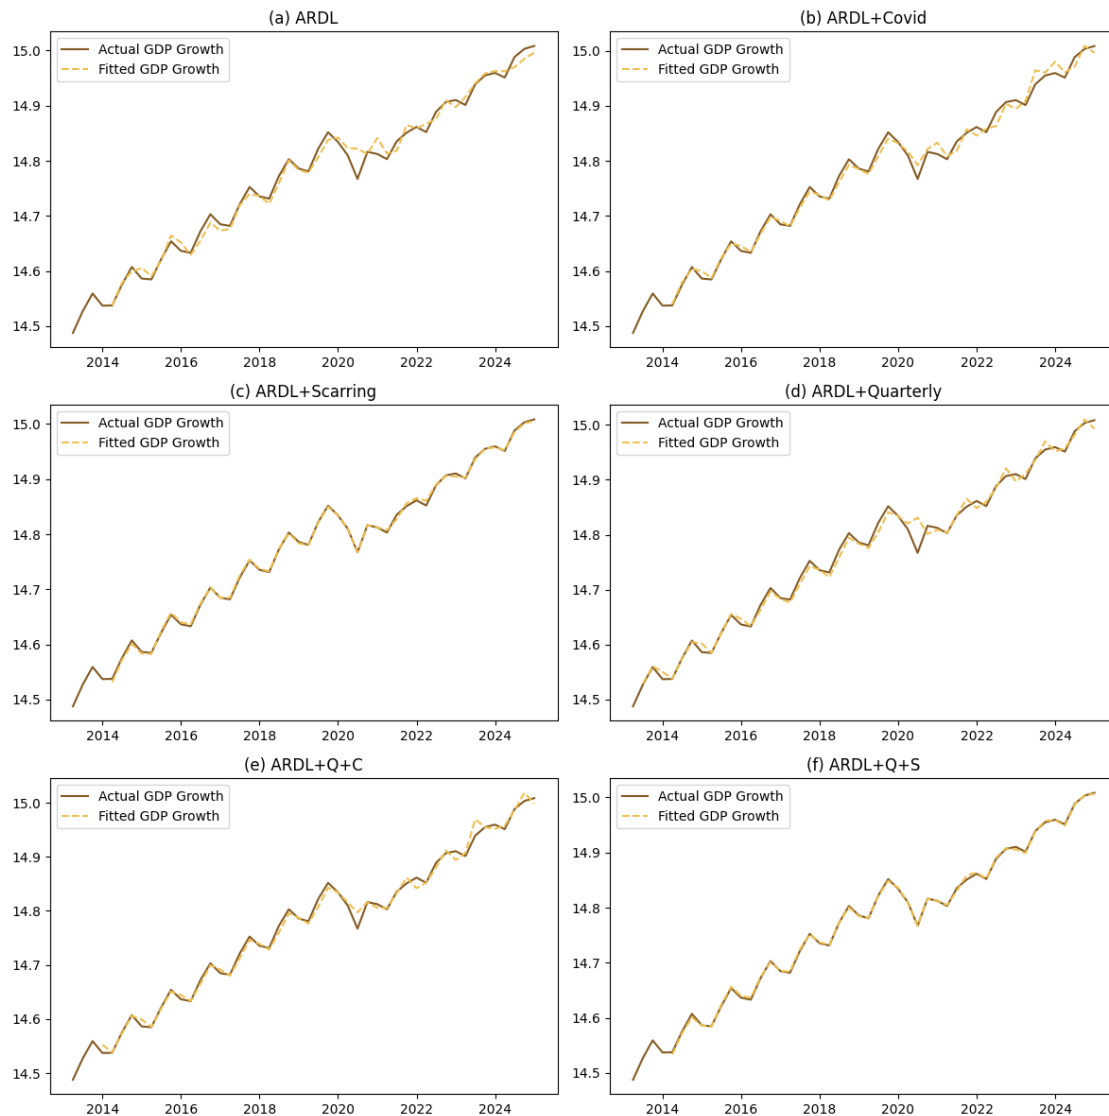 (a) ARDL
Actual GDP Growth
Fitted GDP Growth
15.0
14.9
14.8
14.7
14.6
14.5
2014 2016 2018 2020 2022 2024
(b) ARDL+Covid
Actual GDP Growth
Fitted GDP Growth
15.0
14.9
14.8
14.7
14.6
14.5
2014 2016 2018 2020 2022 2024
(c) ARDL+Scarring
Actual GDP Growth
Fitted GDP Growth
15.0
14.9
14.8
14.7
14.6
14.5
2014 2016 2018 2020 2022 2024
(d) ARDL+Quarterly
Actual GDP Growth
Fitted GDP Growth
15.0
14.9
14.8
14.7
14.6
14.5
2014 2016 2018 2020 2022 2024
(e) ARDL+Q+C
Actual GDP Growth
Fitted GDP Growth
15.0
14.9
14.8
14.7
14.6
14.5
2014 2016 2018 2020 2022 2024
(f) ARDL+Q+S
Actual GDP Growth
Fitted GDP Growth
15.0
14.9
14.8
14.7
14.6
14.5
2014 2016 2018 2020 2022 2024